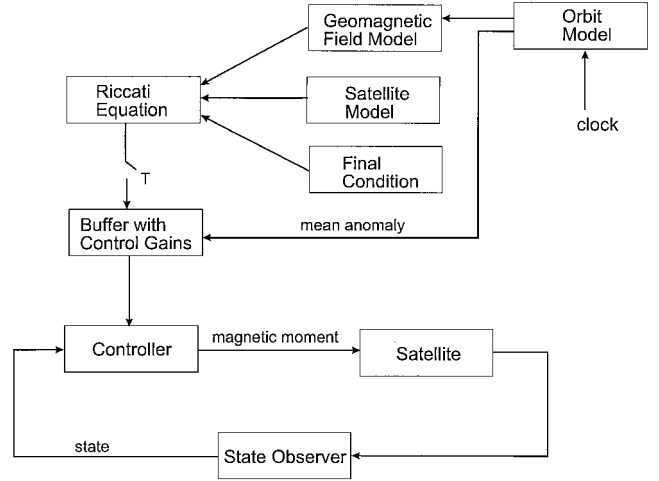 Geomagnetic
Field Model
Orbit
Model
Riccati
Equation
Satellite
Model
clock
Final
Condition
T
Buffer with
Control Gains
mean anomaly
Controller
magnetic moment
Satellite
state
State Observer